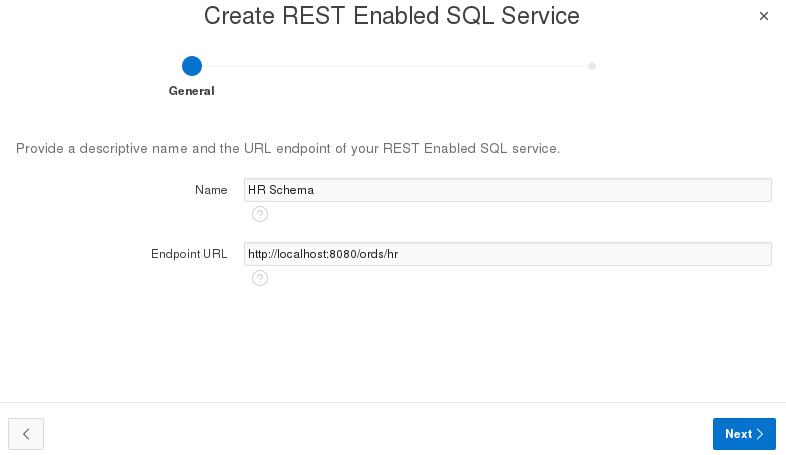 Create REST Enabled SQL Service
General
Provide a descriptive name and the URL endpoint of your REST Enabled SQL service.
Name HR Schema
?
Endpoint URL http://localhost:8080/ords/hr
?
Next